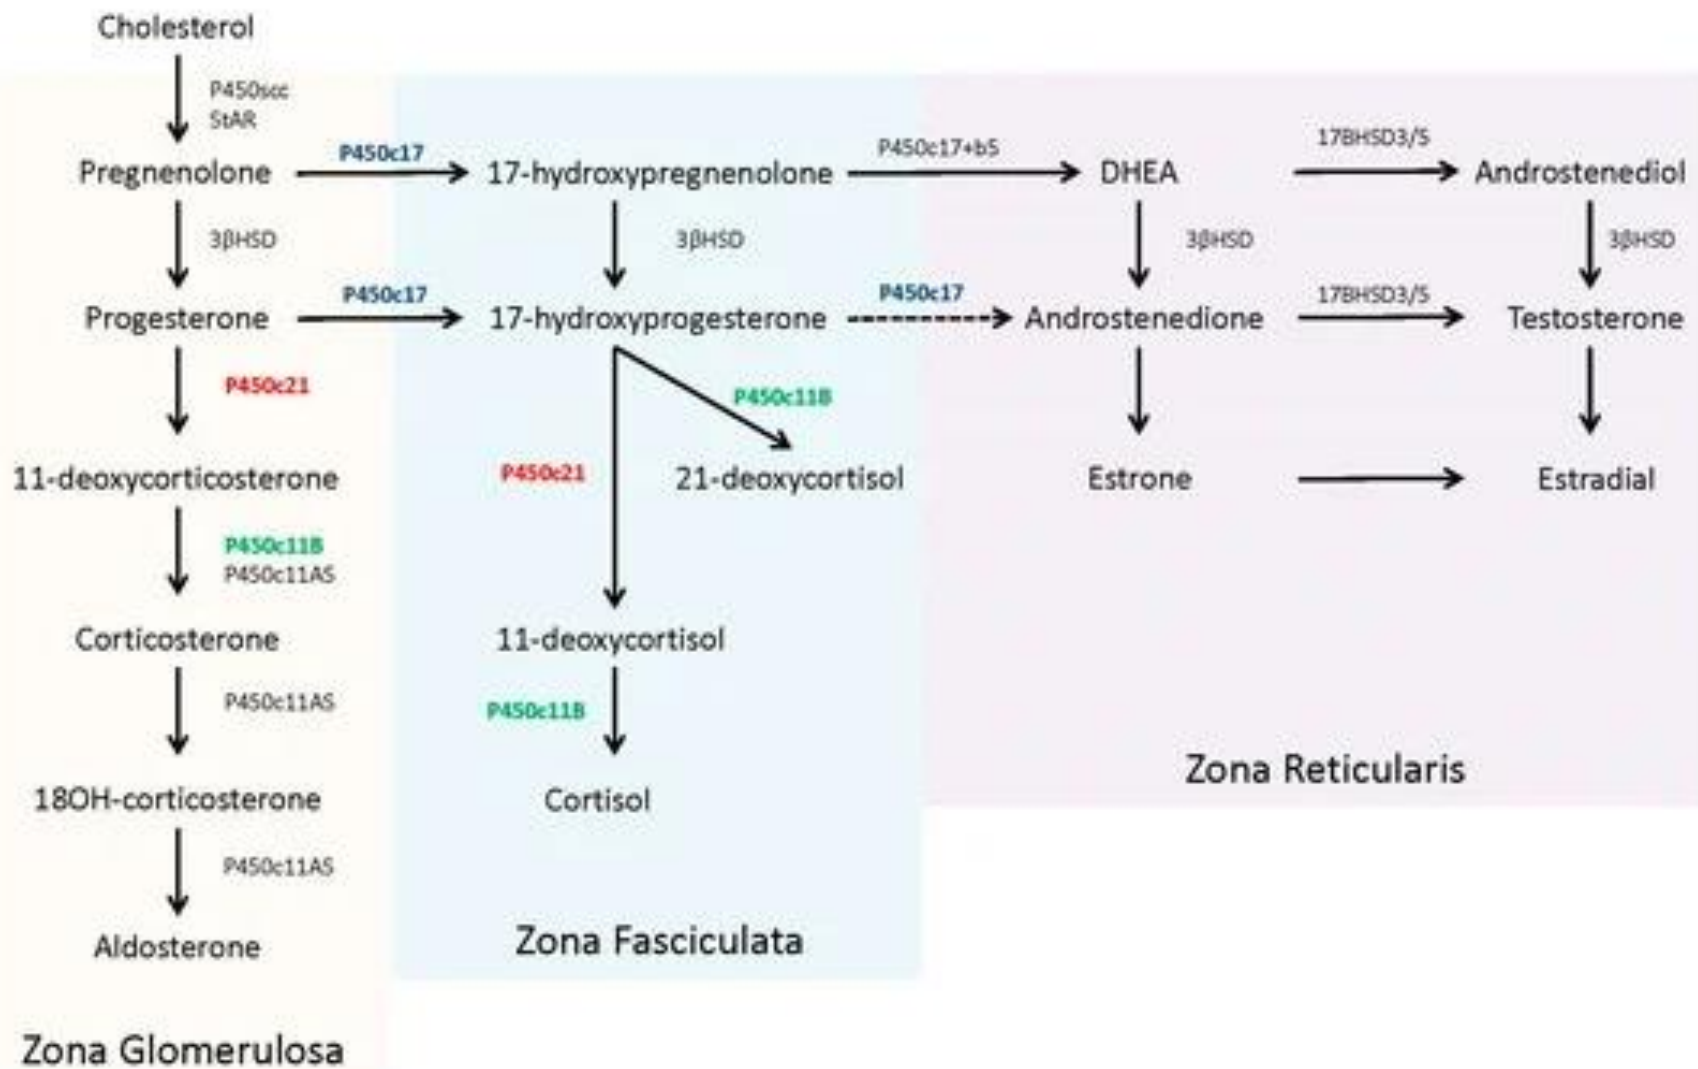 Cholesterol
P450scc
StAR
Pregnenolone
P450c17
17-hydroxypregnenolone
P450c17+b5
DHEA
17BHSD3/5
Androstenediol
3βHSD
3βHSD
3βHSD
3βHSD
Progesterone
P450c17
17-hydroxyprogesterone
P450c17
Androstenedione
17BHSD3/5
Testosterone
P450c21
P450c11B
11-deoxycorticosterone
P450c21
21-deoxycortisol
Estrone
Estradial
P450c11B
P450c11AS
Corticosterone
11-deoxycortisol
P450c11AS
P450c11B
18OH-corticosterone
Cortisol
Zona Reticularis
P450c11AS
Aldosterone
Zona Fasciculata
Zona Glomerulosa